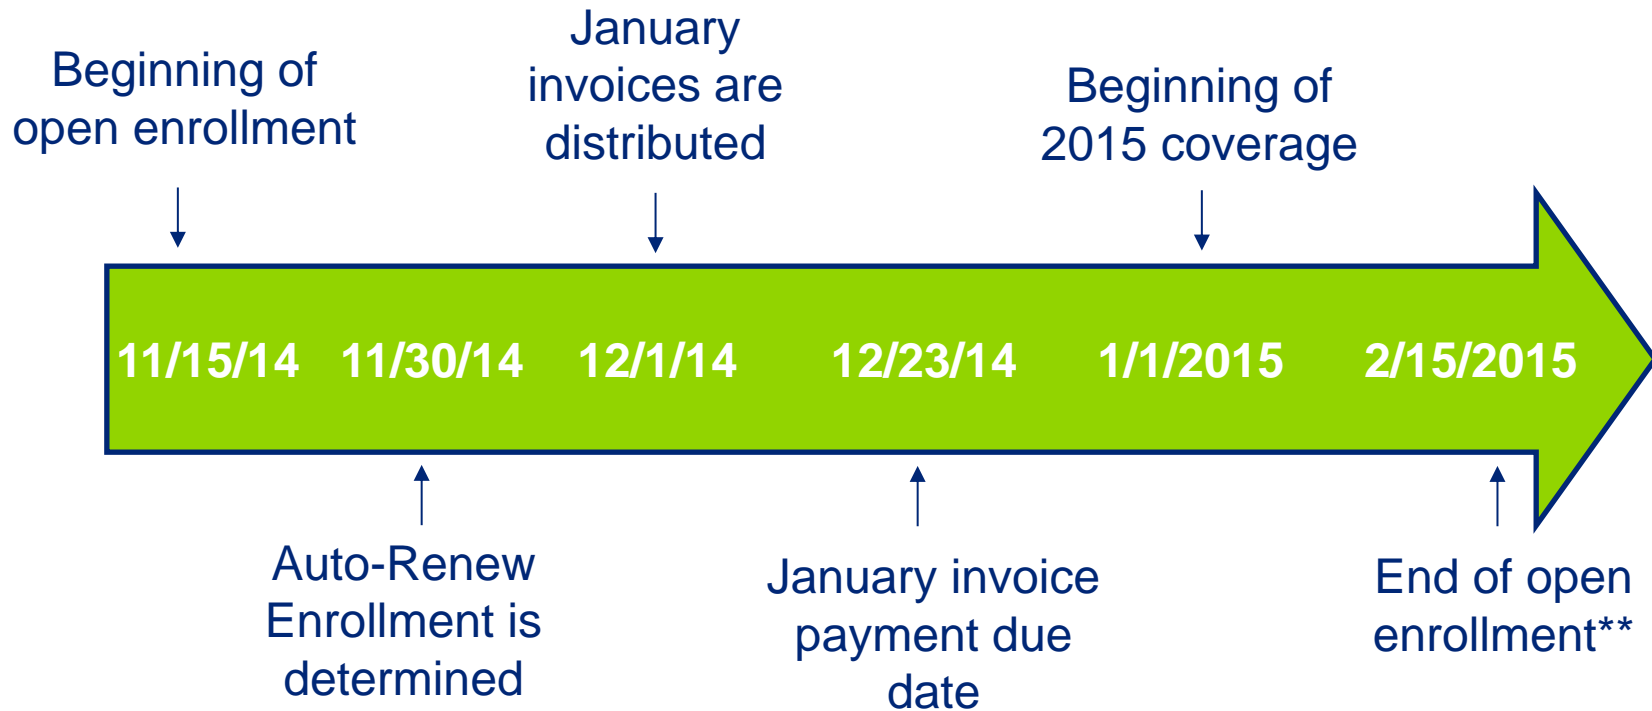 Beginning of
open enrollment
January
invoices are
distributed
Beginning of
2015 coverage
11/15/14 11/30/14 12/1/14 12/23/14 1/1/2015 2/15/2015
Auto-Renew
Enrollment is
determined
January invoice
payment due
date
End of open
enrollment**